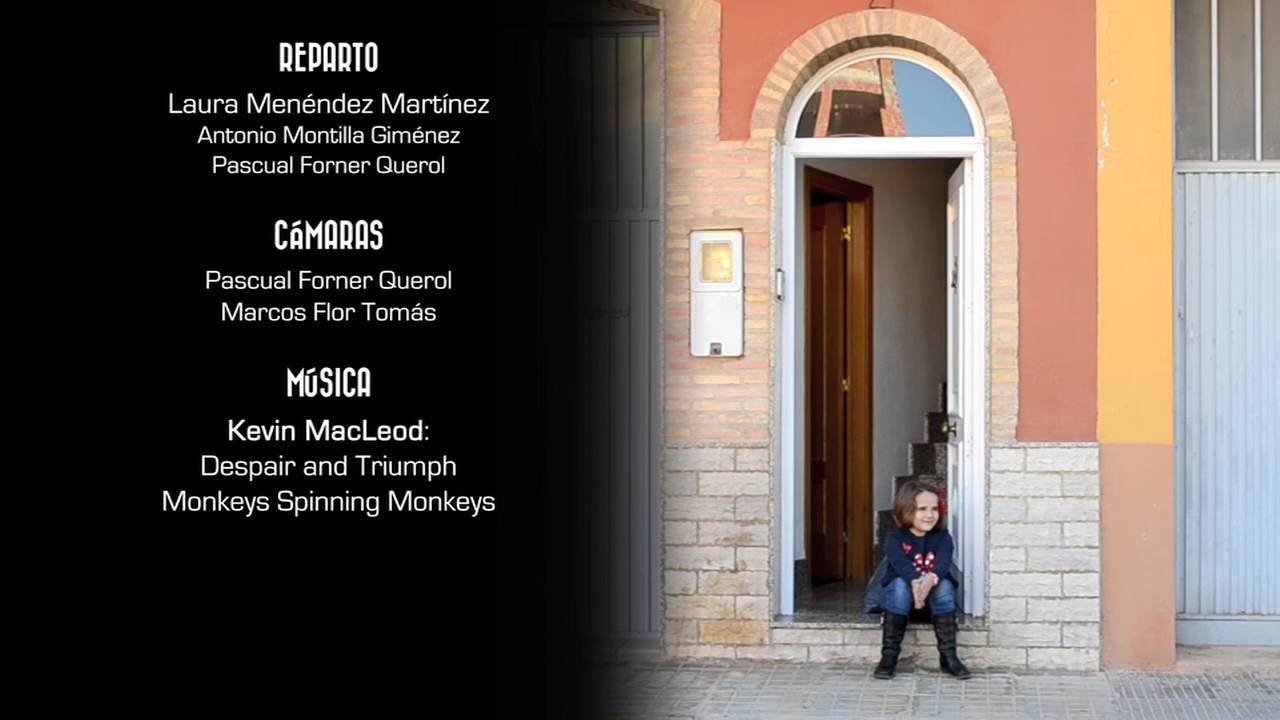 REPARTO
Laura Menéndez Martínez
Antonio Montilla Giménez
Pascual Forner Querol
CáMARAS
Pascual Forner Querol
Marcos Flor Tomás
MúSICA
Kevin MacLeod:
Despair and Triumph
Monkeys Spinning Monkeys